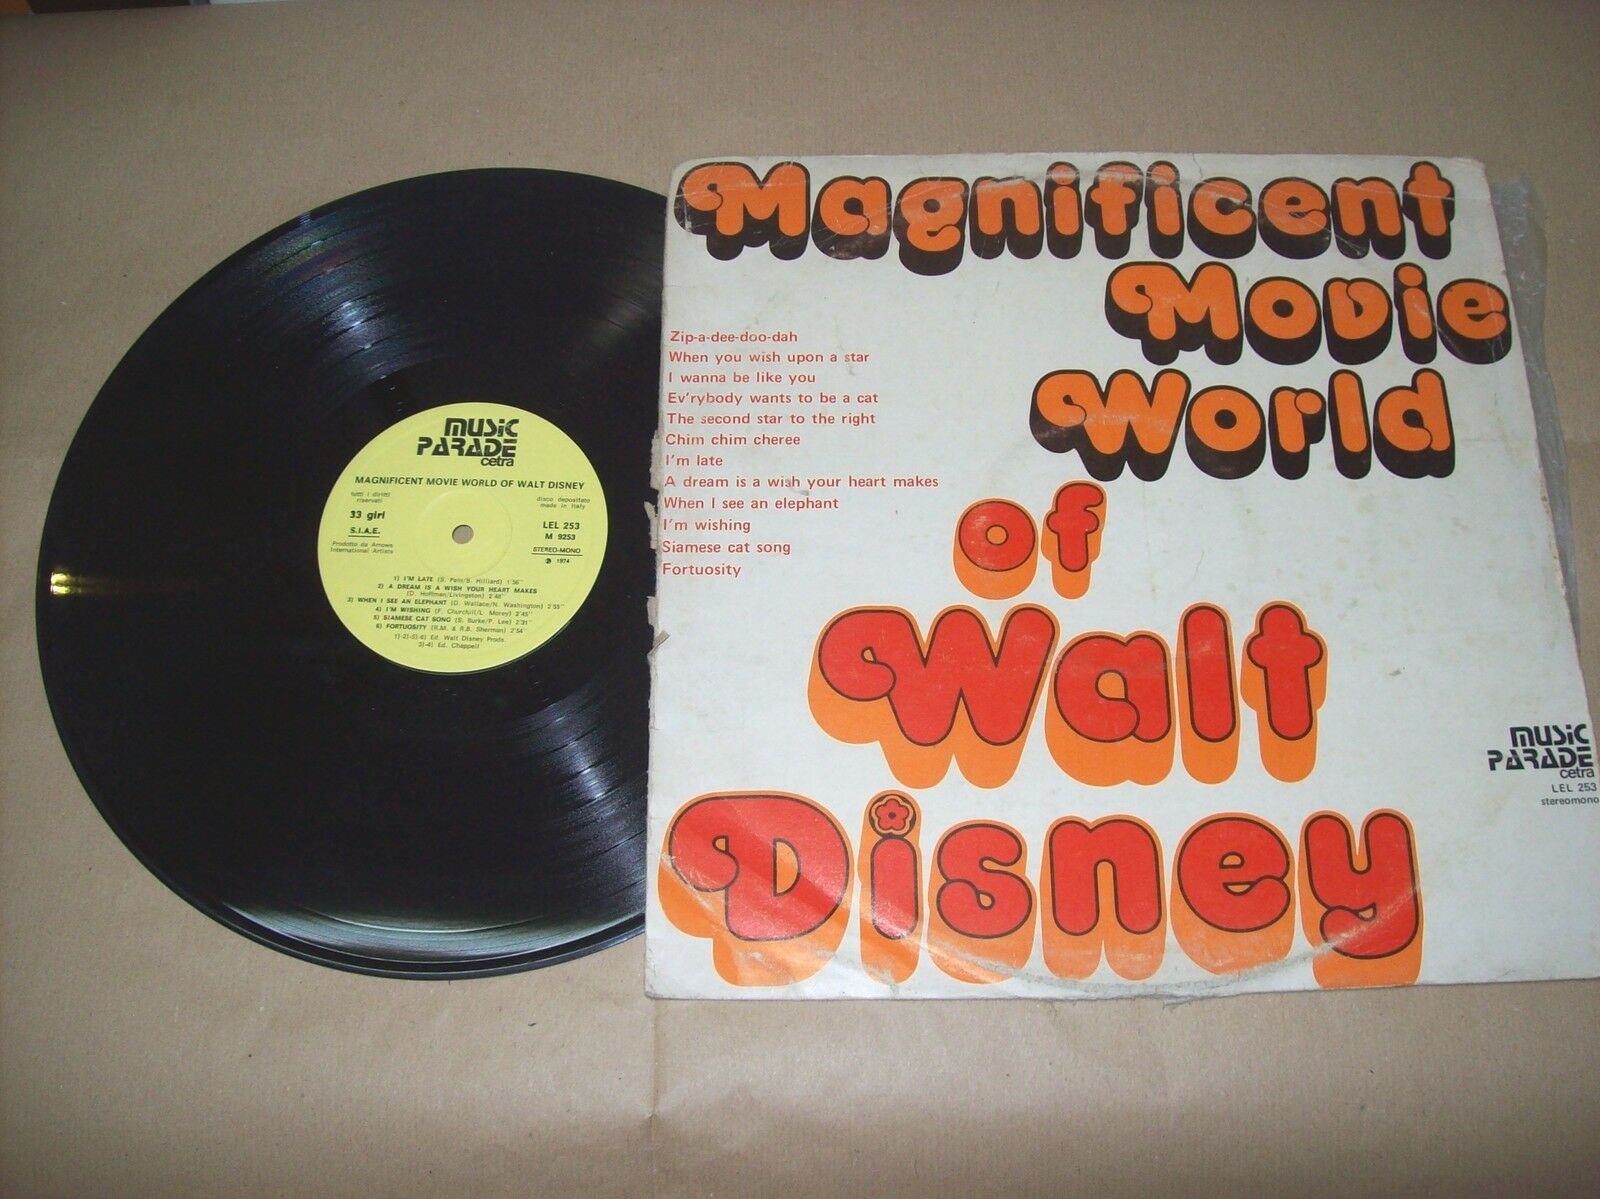 MUSIC
PARADE
cetra
MAGNIFICENT MOVIE WORLD OF WALT DISNEY
tutti i diritti
riservati
33 giri
S.I.A.E.
Prodotto da Arrowe
International Artists
disco depositato
made in Italy
LEL 253
M 9253
STEREO-MONO
Ⓟ 1974
1) I'M LATE (S. Fain/B. Hilliard) 1'36"
2) A DREAM IS A WISH YOUR HEART MAKES
(D. Hoffman/Livingston) 2'48"
3) WHEN I SEE AN ELEPHANT (O. Wallace/N. Washington) 2'55"
4) I'M WISHING (F. Churchill/L. Morey) 2'45"
5) SIAMESE CAT SONG (S. Burke/P. Lee) 2'31"
6) FORTUOSITY (R.M. & R.B. Sherman) 2'54"
1)-2)-5)-6) Ed. Walt Disney Prods.
3)-4) Ed. Chappell
Magnificent
Movie
World
of
Walt
Disney
Zip-a-dee-doo-dah
When you wish upon a star
I wanna be like you
Ev'rybody wants to be a cat
The second star to the right
Chim chim cheree
I'm late
A dream is a wish your heart makes
When I see an elephant
I'm wishing
Siamese cat song
Fortuosity
MUSIC
PARADE
cetra
LEL 253
stereomono